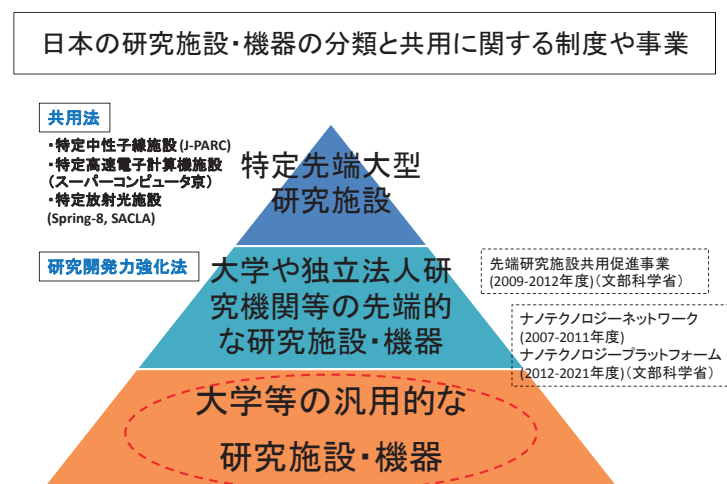 日本の研究施設・機器の分類と共用に関する制度や事業
共用法
・特定中性子線施設(J-PARC)
・特定高速電子計算機施設
（スーパーコンピュータ京）
・特定放射光施設
(Spring-8, SACLA)
特定先端大型
研究施設
研究開発力強化法
大学や独立法人研
究機関等の先端的
な研究施設・機器
先端研究施設共用促進事業
(2009-2012年度)（文部科学省）
ナノテクノロジーネットワーク
(2007-2011年度)
ナノテクノロジープラットフォーム
(2012-2021年度)（文部科学省）
大学等の汎用的な
研究施設・機器